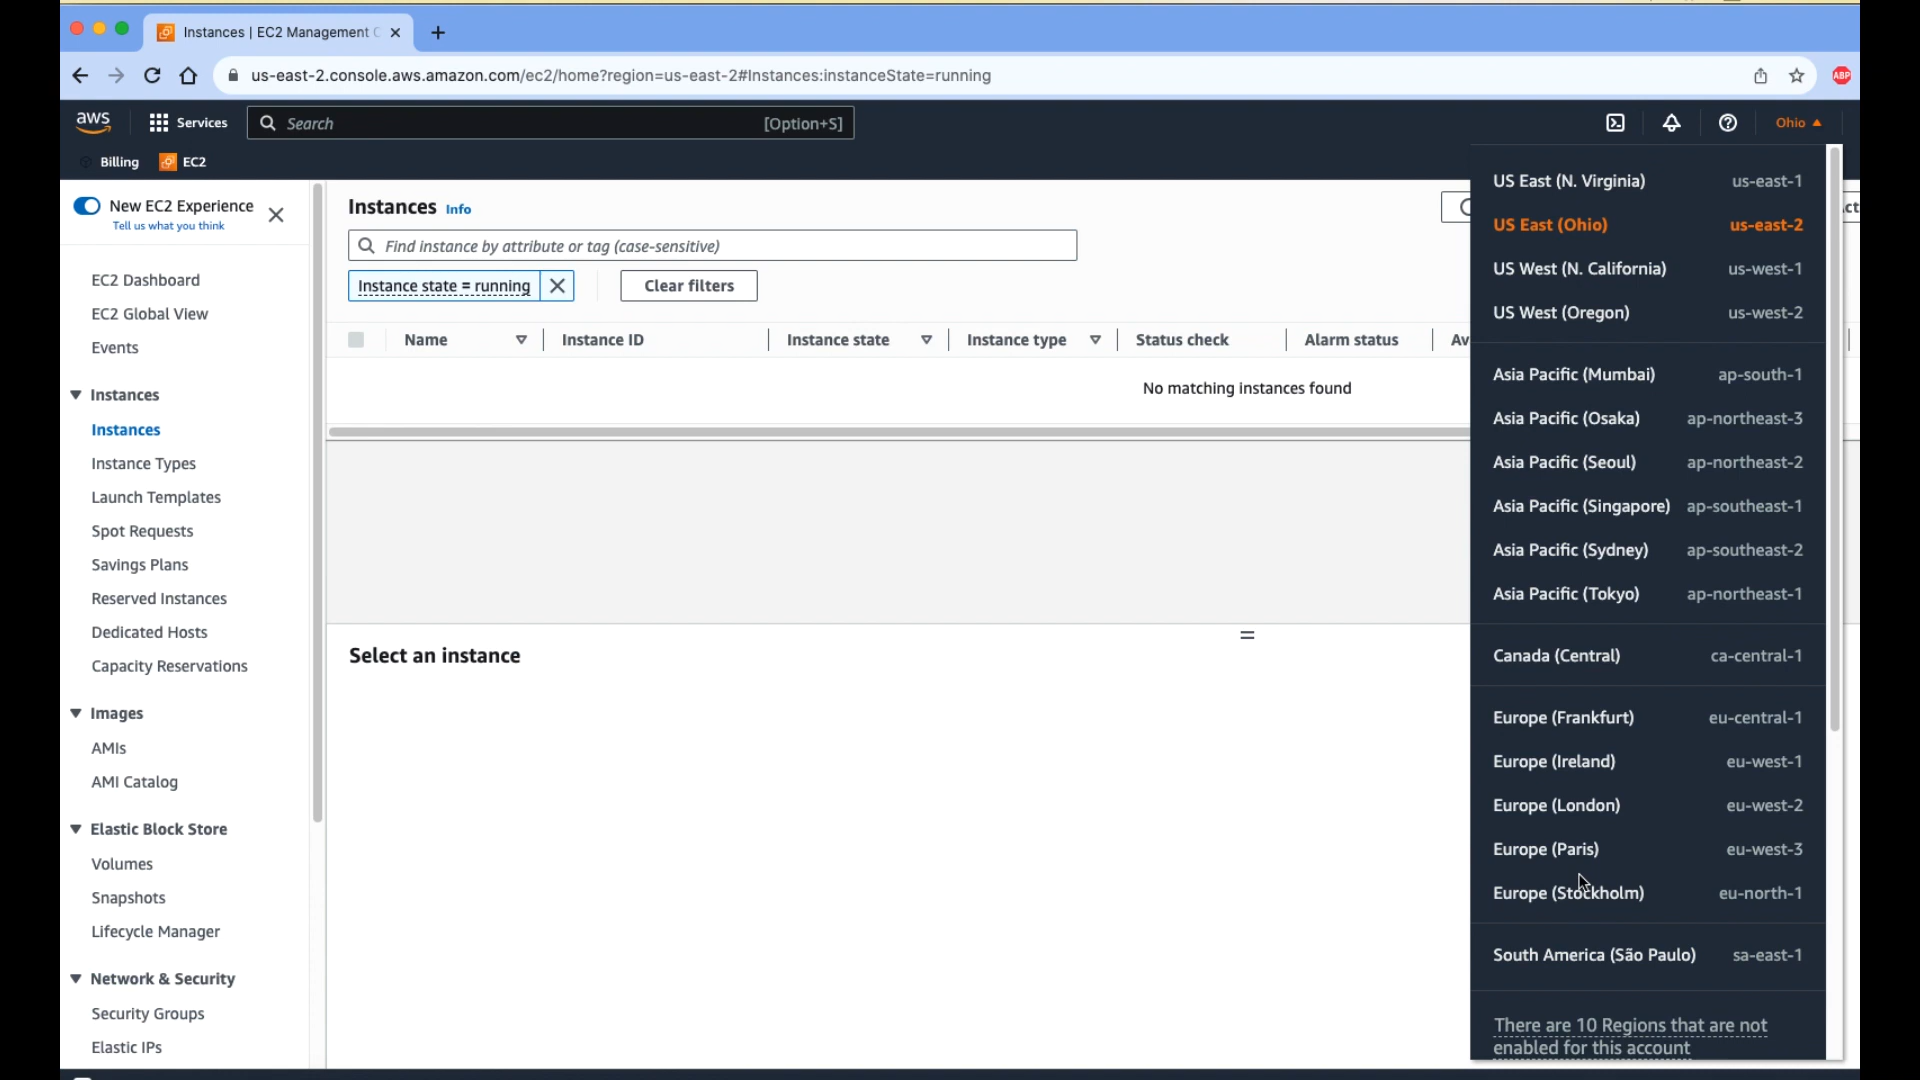 Instances | EC2 Management C
us-east-2.console.aws.amazon.com/ec2/home?region=us-east-2#Instances:instanceState=running
ABP
aws
Services
Search
[Option+S]
Ohio
Billing
EC2
New EC2 Experience
Tell us what you think
EC2 Dashboard
EC2 Global View
Events
Instances
Instances
Instance Types
Launch Templates
Spot Requests
Savings Plans
Reserved Instances
Dedicated Hosts
Capacity Reservations
Images
AMIs
AMI Catalog
Elastic Block Store
Volumes
Snapshots
Lifecycle Manager
Network & Security
Security Groups
Elastic IPs
Instances Info
Find instance by attribute or tag (case-sensitive)
Instance state = running
Clear filters
Name Instance ID Instance state Instance type Status check Alarm status Av
No matching instances found
Select an instance
US East (N. Virginia) us-east-1
US East (Ohio) us-east-2
US West (N. California) us-west-1
US West (Oregon) us-west-2
Asia Pacific (Mumbai) ap-south-1
Asia Pacific (Osaka) ap-northeast-3
Asia Pacific (Seoul) ap-northeast-2
Asia Pacific (Singapore) ap-southeast-1
Asia Pacific (Sydney) ap-southeast-2
Asia Pacific (Tokyo) ap-northeast-1
Canada (Central) ca-central-1
Europe (Frankfurt) eu-central-1
Europe (Ireland) eu-west-1
Europe (London) eu-west-2
Europe (Paris) eu-west-3
Europe (Stockholm) eu-north-1
South America (São Paulo) sa-east-1
There are 10 Regions that are not
enabled for this account